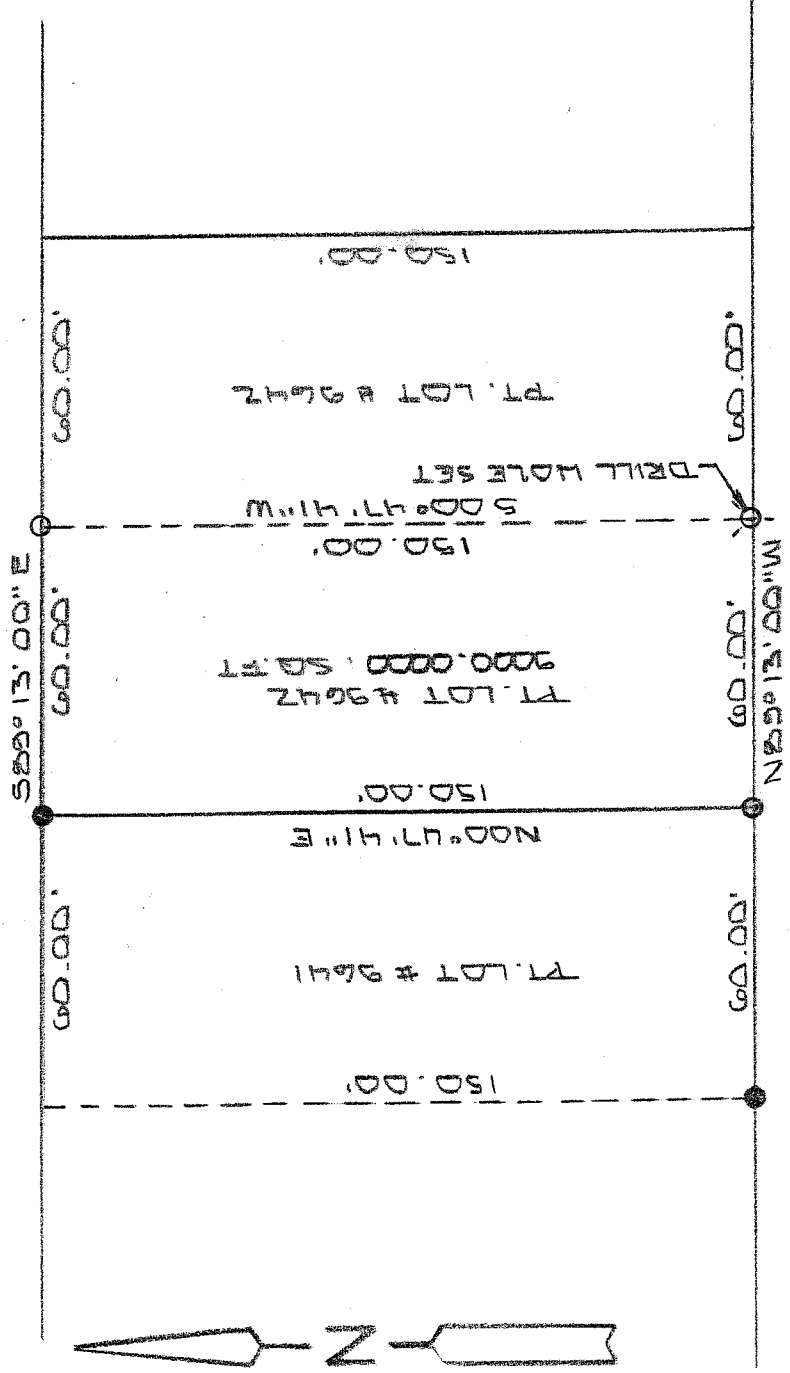 150.00'
60.00'
PT. LOT # 9642
60.00'
DRILL HOLE SET
S 00°47'41" W
150.00'
S89°13'00"E
60.00'
PT. LOT # 9642
9000.0000 SQ.FT
60.00'
N89°13'00"W
150.00'
N00°47'41"E
60.00'
PT. LOT # 9641
60.00'
150.00'
N